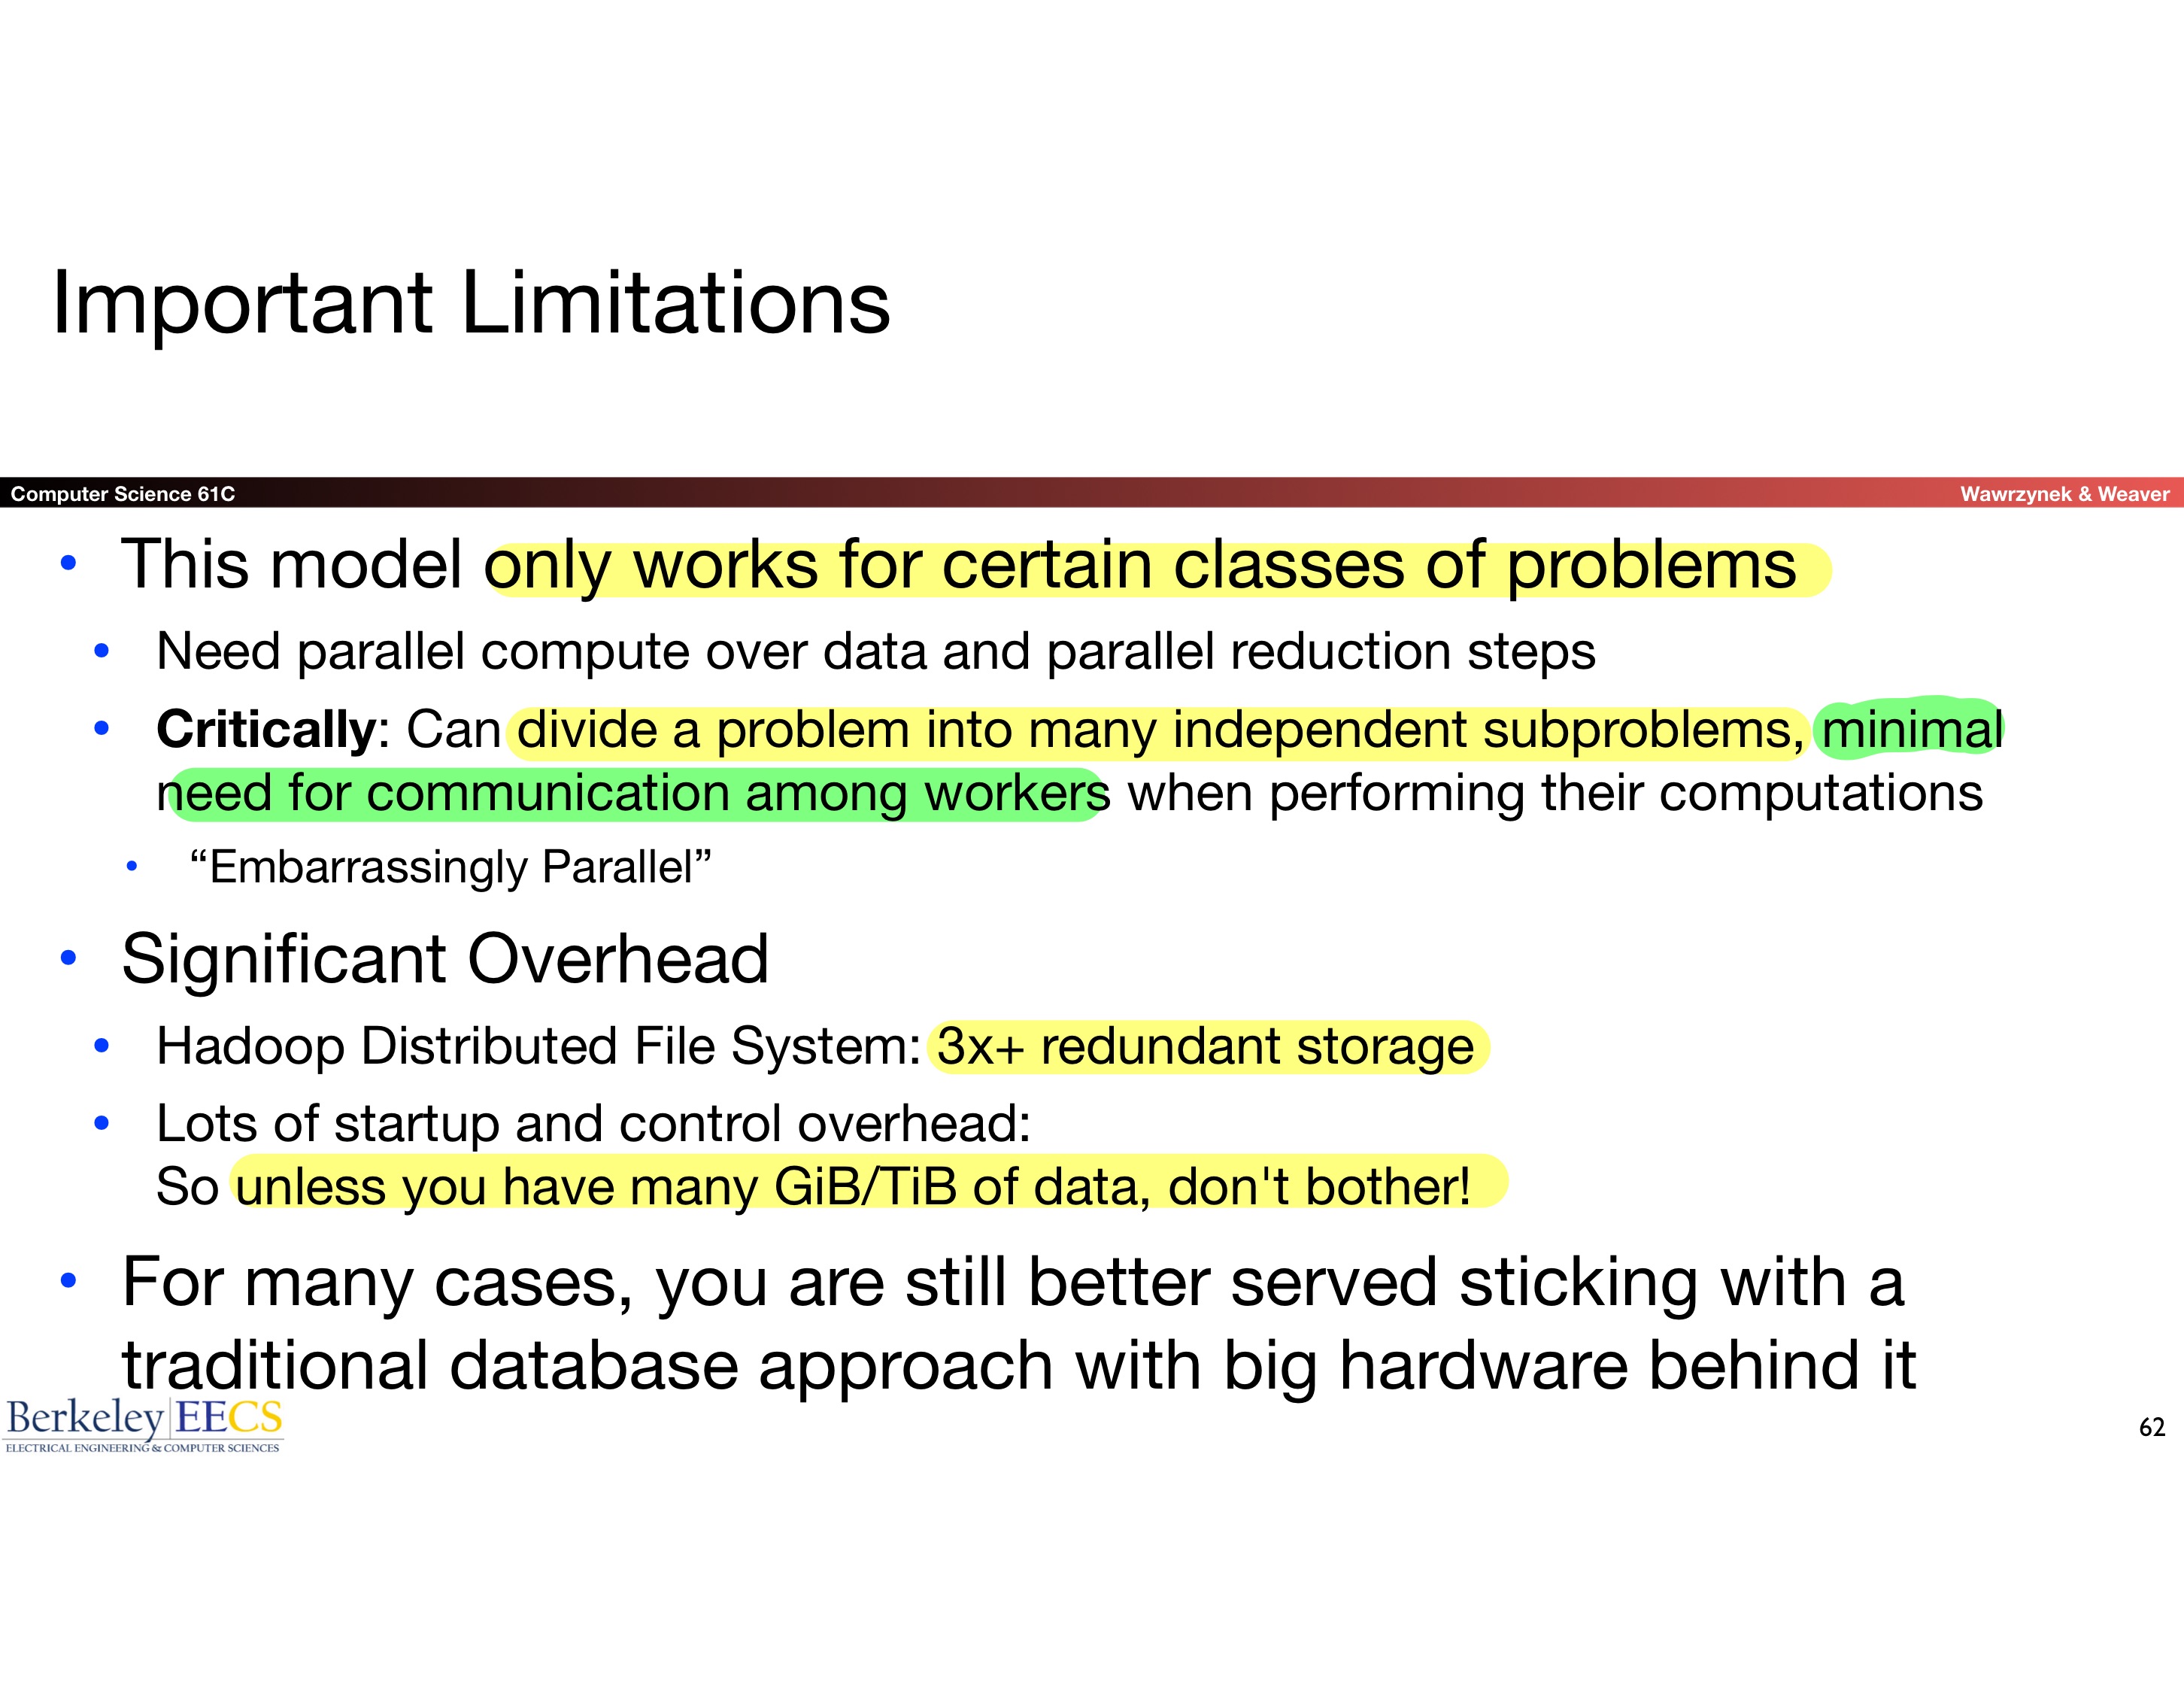 Important Limitations
Computer Science 61C
Wawrzynek & Weaver
• This model only works for certain classes of problems
• Need parallel compute over data and parallel reduction steps
• Critically: Can divide a problem into many independent subproblems, minimal
need for communication among workers when performing their computations
• “Embarrassingly Parallel”
• Significant Overhead
• Hadoop Distributed File System: 3x+ redundant storage
• Lots of startup and control overhead:
So unless you have many GiB/TiB of data, don't bother!
• For many cases, you are still better served sticking with a
traditional database approach with big hardware behind it
Berkeley EECS
ELECTRICAL ENGINEERING & COMPUTER SCIENCES
62